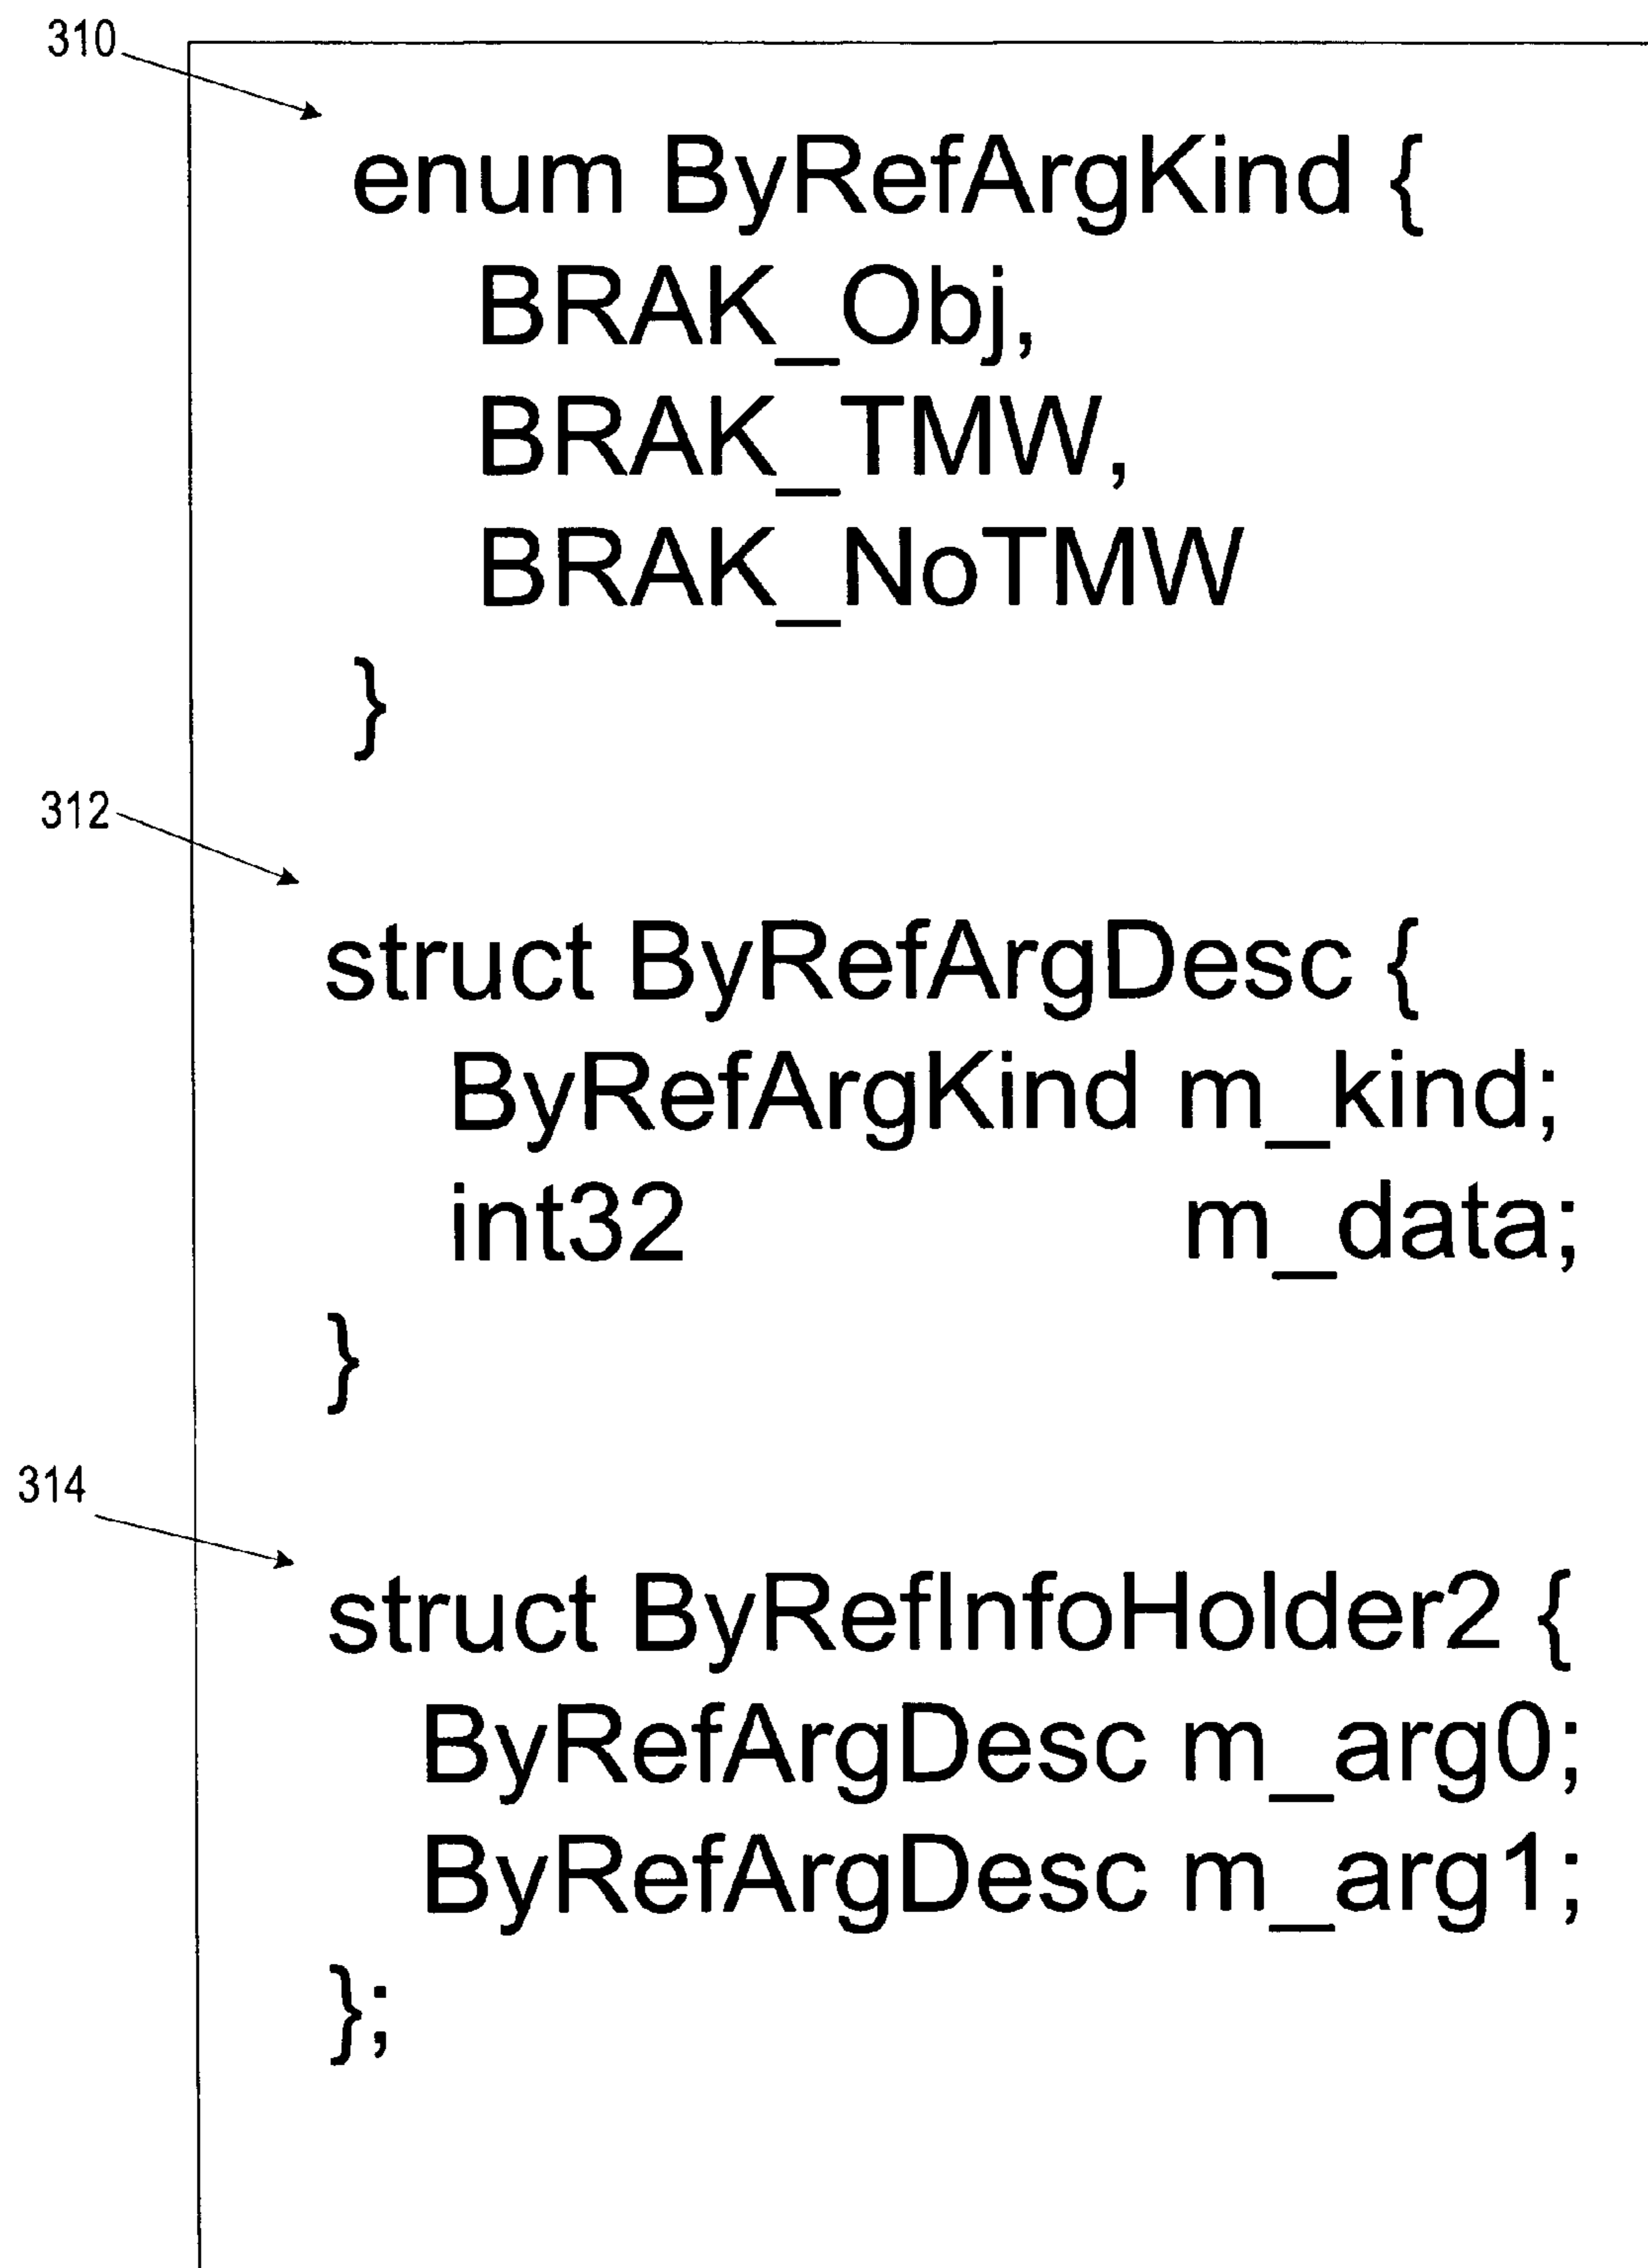 310
enum ByRefArgKind {
BRAK_Obj,
BRAK_TMW,
BRAK_NoTMW
}
312
struct ByRefArgDesc {
ByRefArgKind m_kind;
int32 m_data;
}
314
struct ByRefInfoHolder2 {
ByRefArgDesc m_arg0;
ByRefArgDesc m_arg1;
};